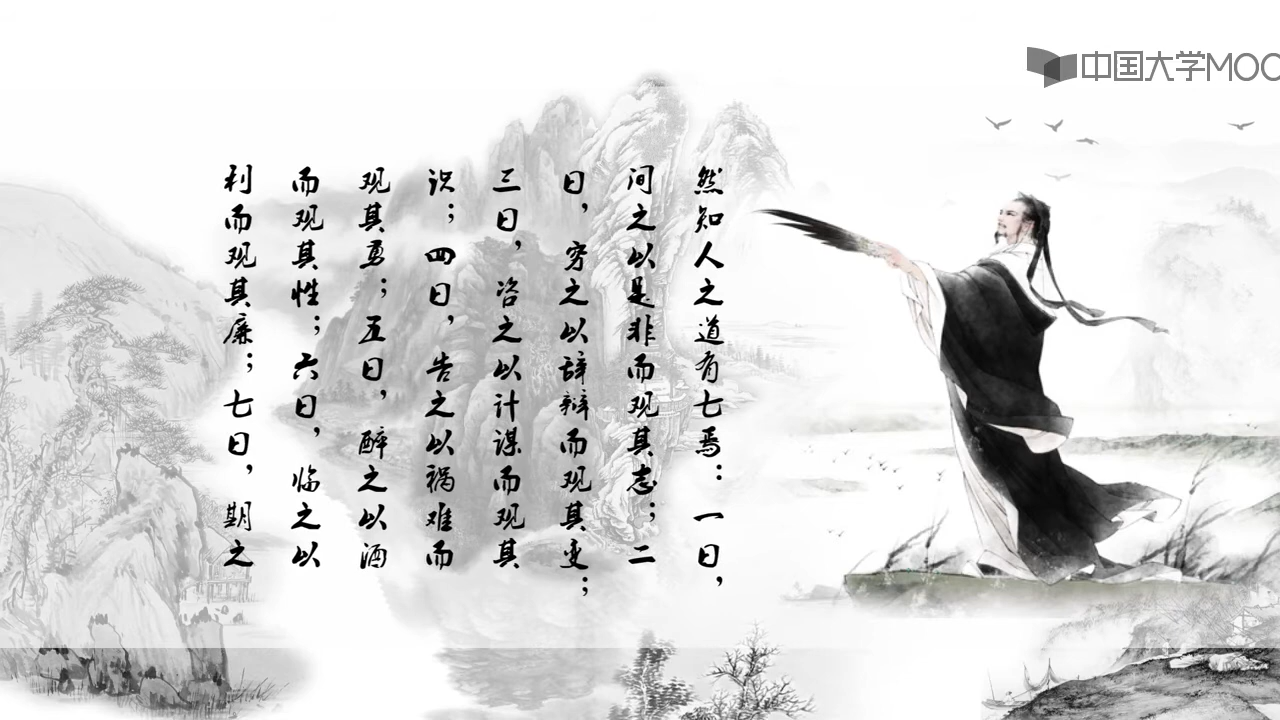 然知人之道有七焉：一曰，
间之以是非而观其志；二
曰，穷之以辞辩而观其变；
三曰，咨之以计谋而观其
识；四曰，告之以祸难而
观其勇；五曰，醉之以酒
而观其性；六曰，临之以
利而观其廉；七曰，期之
中国大学MOO